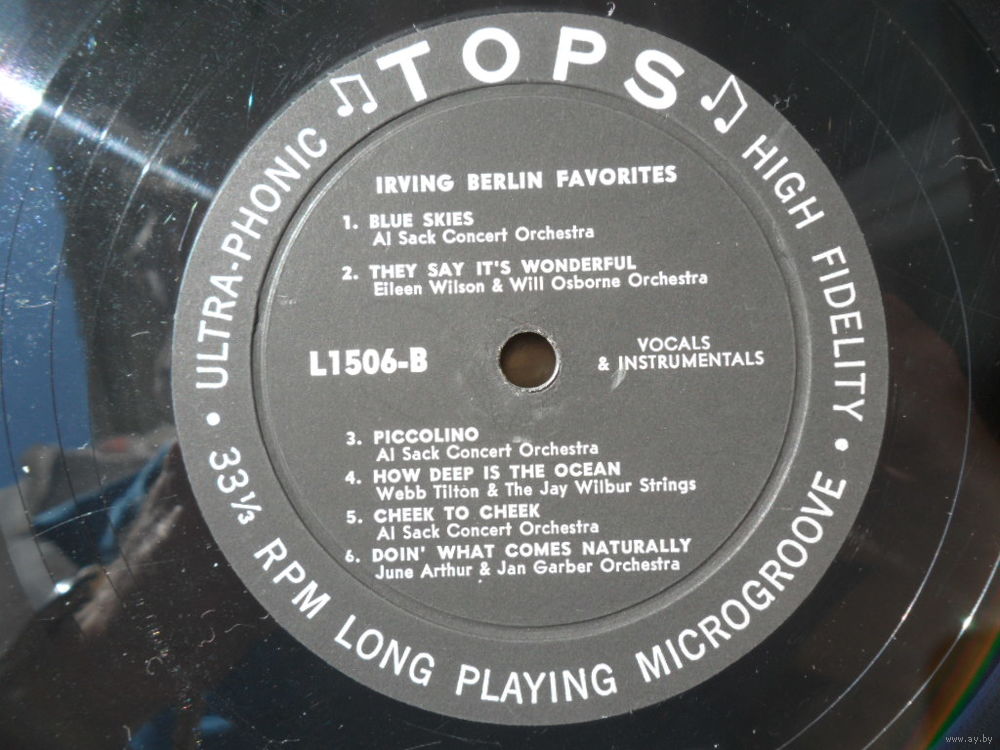 ♫ TOPS ♫
ULTRA-PHONIC
HIGH FIDELITY
IRVING BERLIN FAVORITES
1. BLUE SKIES
Al Sack Concert Orchestra
2. THEY SAY IT'S WONDERFUL
Eileen Wilson & Will Osborne Orchestra
L1506-B
VOCALS
& INSTRUMENTALS
3. PICCOLINO
Al Sack Concert Orchestra
4. HOW DEEP IS THE OCEAN
Webb Tilton & The Jay Wilbur Strings
5. CHEEK TO CHEEK
Al Sack Concert Orchestra
6. DOIN' WHAT COMES NATURALLY
June Arthur & Jan Garber Orchestra
• 33⅓ RPM LONG PLAYING MICROGROOVE •
www.ay.by